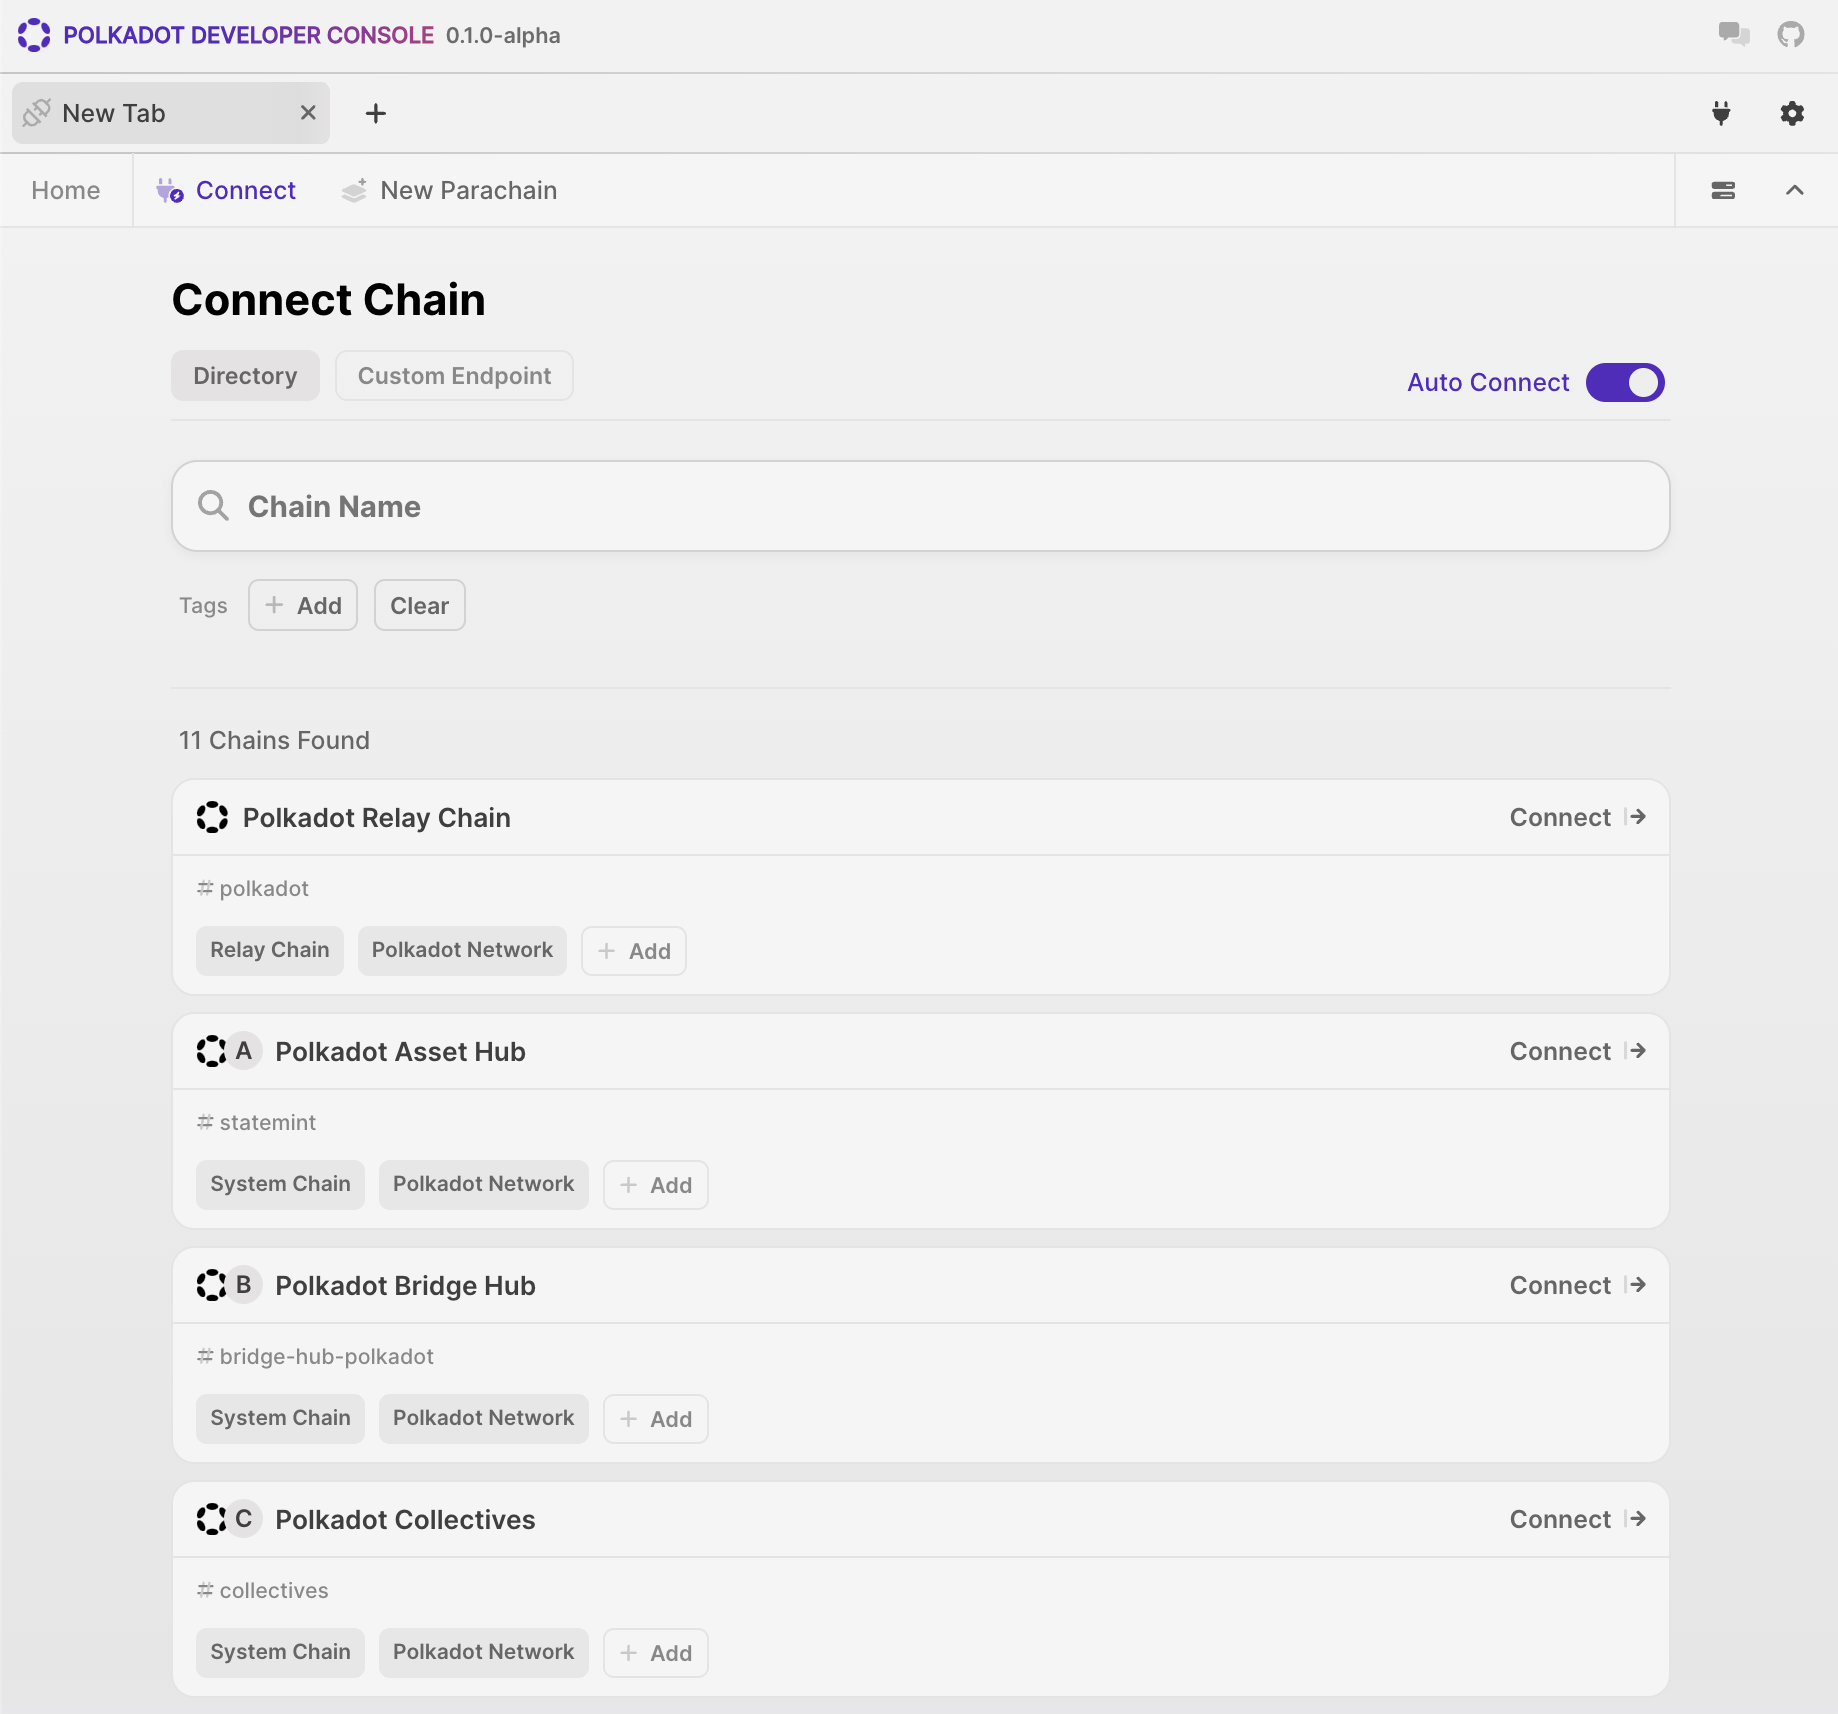 POLKADOT DEVELOPER CONSOLE 0.1.0-alpha
New Tab
Home Connect New Parachain
Connect Chain
Directory Custom Endpoint Auto Connect
Chain Name
Tags + Add Clear
11 Chains Found
Polkadot Relay Chain Connect
# polkadot
Relay Chain Polkadot Network + Add
A Polkadot Asset Hub Connect
# statemint
System Chain Polkadot Network + Add
B Polkadot Bridge Hub Connect
# bridge-hub-polkadot
System Chain Polkadot Network + Add
C Polkadot Collectives Connect
# collectives
System Chain Polkadot Network + Add